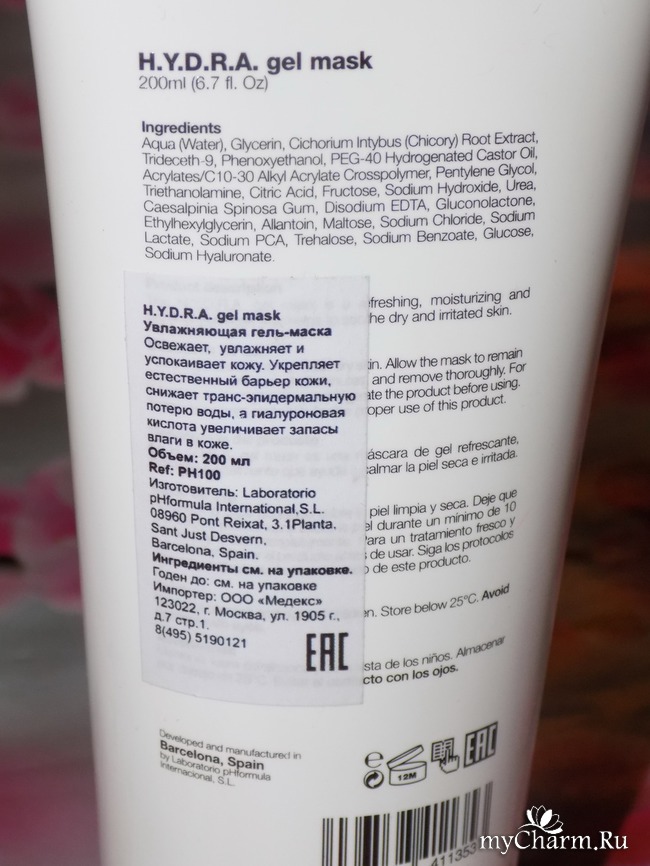 H.Y.D.R.A. gel mask
200ml (6.7 fl. Oz)
Ingredients
Aqua (Water), Glycerin, Cichorium Intybus (Chicory) Root Extract,
Trideceth-9, Phenoxyethanol, PEG-40 Hydrogenated Castor Oil,
Acrylates/C10-30 Alkyl Acrylate Crosspolymer, Pentylene Glycol,
Triethanolamine, Citric Acid, Fructose, Sodium Hydroxide, Urea,
Caesalpinia Spinosa Gum, Disodium EDTA, Gluconolactone,
Ethylhexylglycerin, Allantoin, Maltose, Sodium Chloride, Sodium
Lactate, Sodium PCA, Trehalose, Sodium Benzoate, Glucose,
Sodium Hyaluronate.
efreshing, moisturizing and
he dry and irritated skin.
in. Allow the mask to remain
and remove thoroughly. For
ate the product before using.
oper use of this product.
áscara de gel refrescante,
calmar la piel seca e irritada.
piel limpia y seca. Deje que
el durante un mínimo de 10
Para un tratamiento fresco y
de usar. Siga los protocolos
o de este producto.
en. Store below 25°C. Avoid
sta de los niños. Almacenar
cto con los ojos.
H.Y.D.R.A. gel mask
Увлажняющая гель-маска
Освежает, увлажняет и
успокаивает кожу. Укрепляет
естественный барьер кожи,
снижает транс-эпидермальную
потерю воды, а гиалуроновая
кислота увеличивает запасы
влаги в коже.
Объем: 200 мл
Ref: PH100
Изготовитель: Laboratorio
pHformula International,S.L.
08960 Pont Reixat, 3.1Planta.
Sant Just Desvern,
Barcelona, Spain.
Ингредиенты см. на упаковке.
Годен до: см. на упаковке
Импортер: ООО «Медекс»
123022, г. Москва, ул. 1905 г.,
д.7 стр.1.
8(495) 5190121
EAC
Developed and manufactured in
Barcelona, Spain
by Laboratorio pHformula
Internacional, S.L.
e
12M
EAC
411353
myCharm.Ru